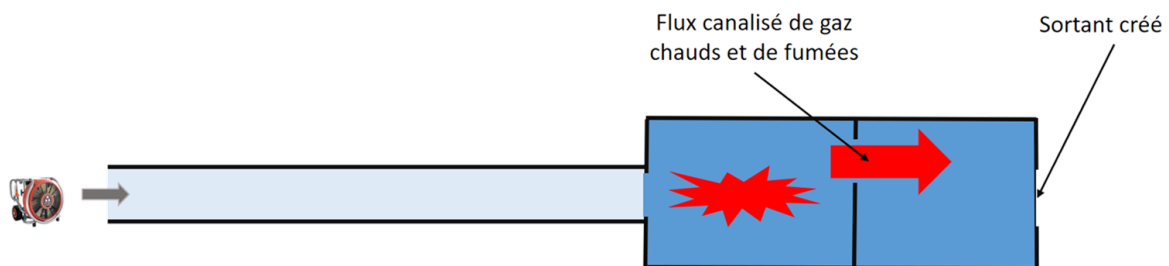 Flux canalisé de gaz
chauds et de fumées
Sortant créé